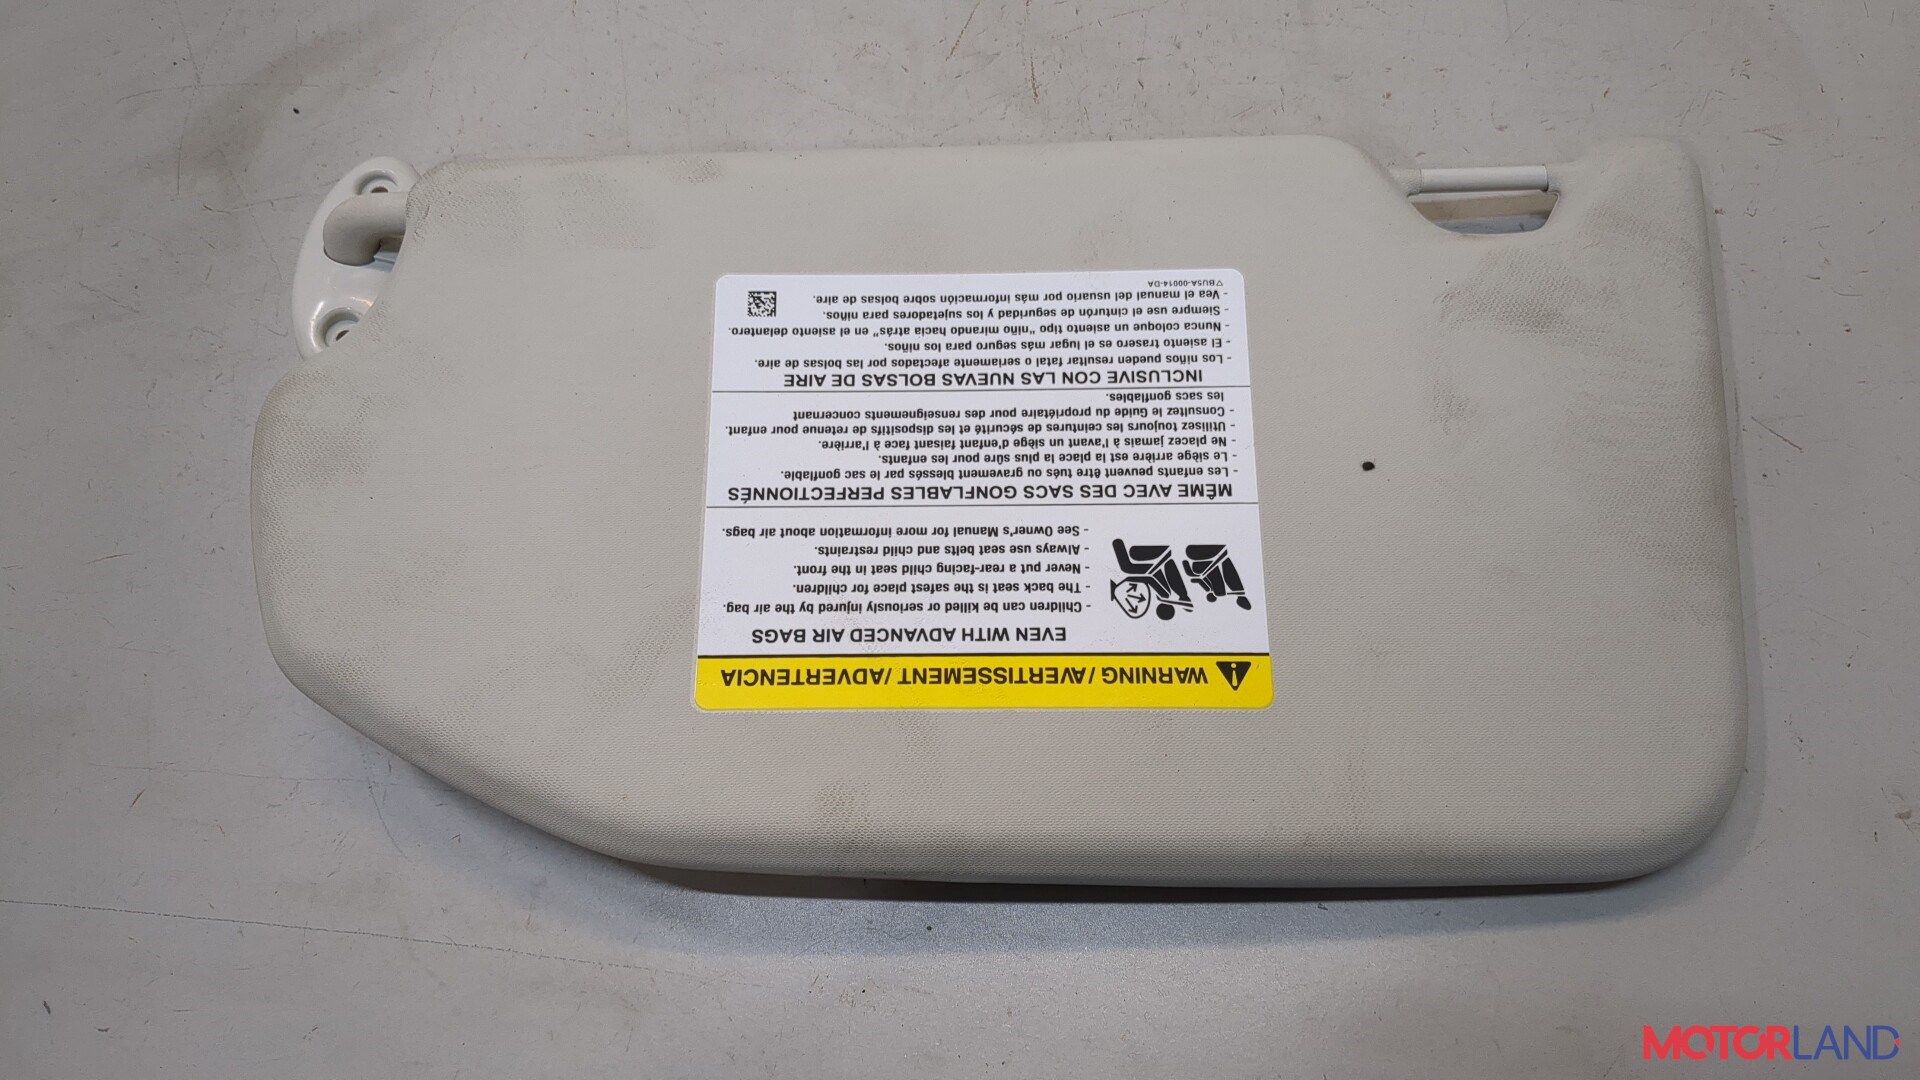 WARNING / AVERTISSEMENT / ADVERTENCIA
EVEN WITH ADVANCED AIR BAGS
- Children can be killed or seriously injured by the air bag.
- The back seat is the safest place for children.
- Never put a rear-facing child seat in the front.
- Always use seat belts and child restraints.
- See Owner's Manual for more information about air bags.
MÊME AVEC DES SACS GONFLABLES PERFECTIONNÉS
- Les enfants peuvent être tués ou gravement blessés par le sac gonflable.
- Le siège arrière est la place la plus sûre pour les enfants.
- Ne placez jamais à l'avant un siège d'enfant faisant face à l'arrière.
- Utilisez toujours les ceintures de sécurité et les dispositifs de retenue pour enfant.
- Consultez le Guide du propriétaire pour des renseignements concernant
les sacs gonflables.
INCLUSIVE CON LAS NUEVAS BOLSAS DE AIRE
- Los niños pueden resultar fatal o seriamente afectados por las bolsas de aire.
- El asiento trasero es el lugar más seguro para los niños.
- Nunca coloque un asiento tipo "niño mirando hacia atrás" en el asiento delantero.
- Siempre use el cinturón de seguridad y los sujetadores para niños.
- Vea el manual del usuario por más información sobre bolsas de aire.
▽BU5A-00014-DA
MOTORLAND